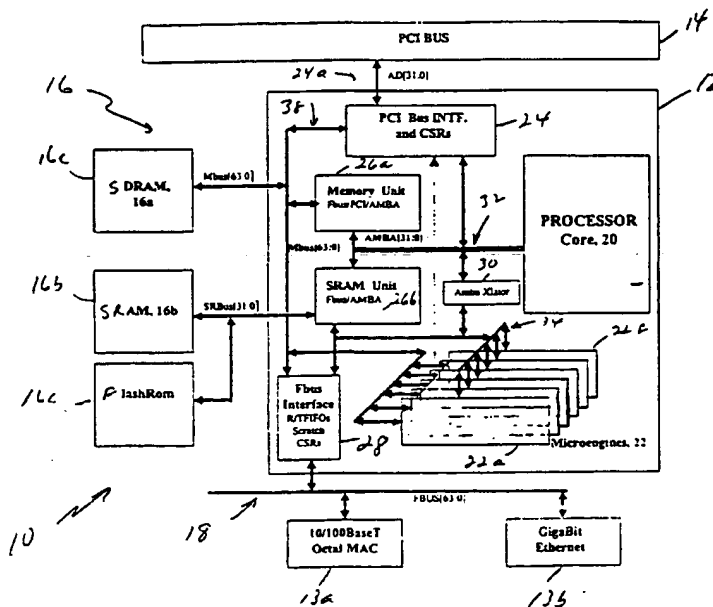 PCI BUS
14
24a
AD[31:0]
16
12
38
PCI Bus INTF.
and CSRs
24
16c
26a
SDRAM,
16a
Mbus[63:0]
Memory Unit
Fbus/PCI/AMBA
32
PROCESSOR
Core, 20
Mbus[63:0]
AMBA[31:0]
30
16b
SRAM Unit
Fbus/AMBA
26b
Amba Xlator
SRAM, 16b
SRBus[31:0]
34
22f
FlashRom
16c
Fbus
Interface
R/TFIFOs
Scratch
CSRs
28
22a
Microengines, 22
10
18
FBUS[63:0]
10/100BaseT
Octal MAC
GigaBit
Ethernet
13a
13b